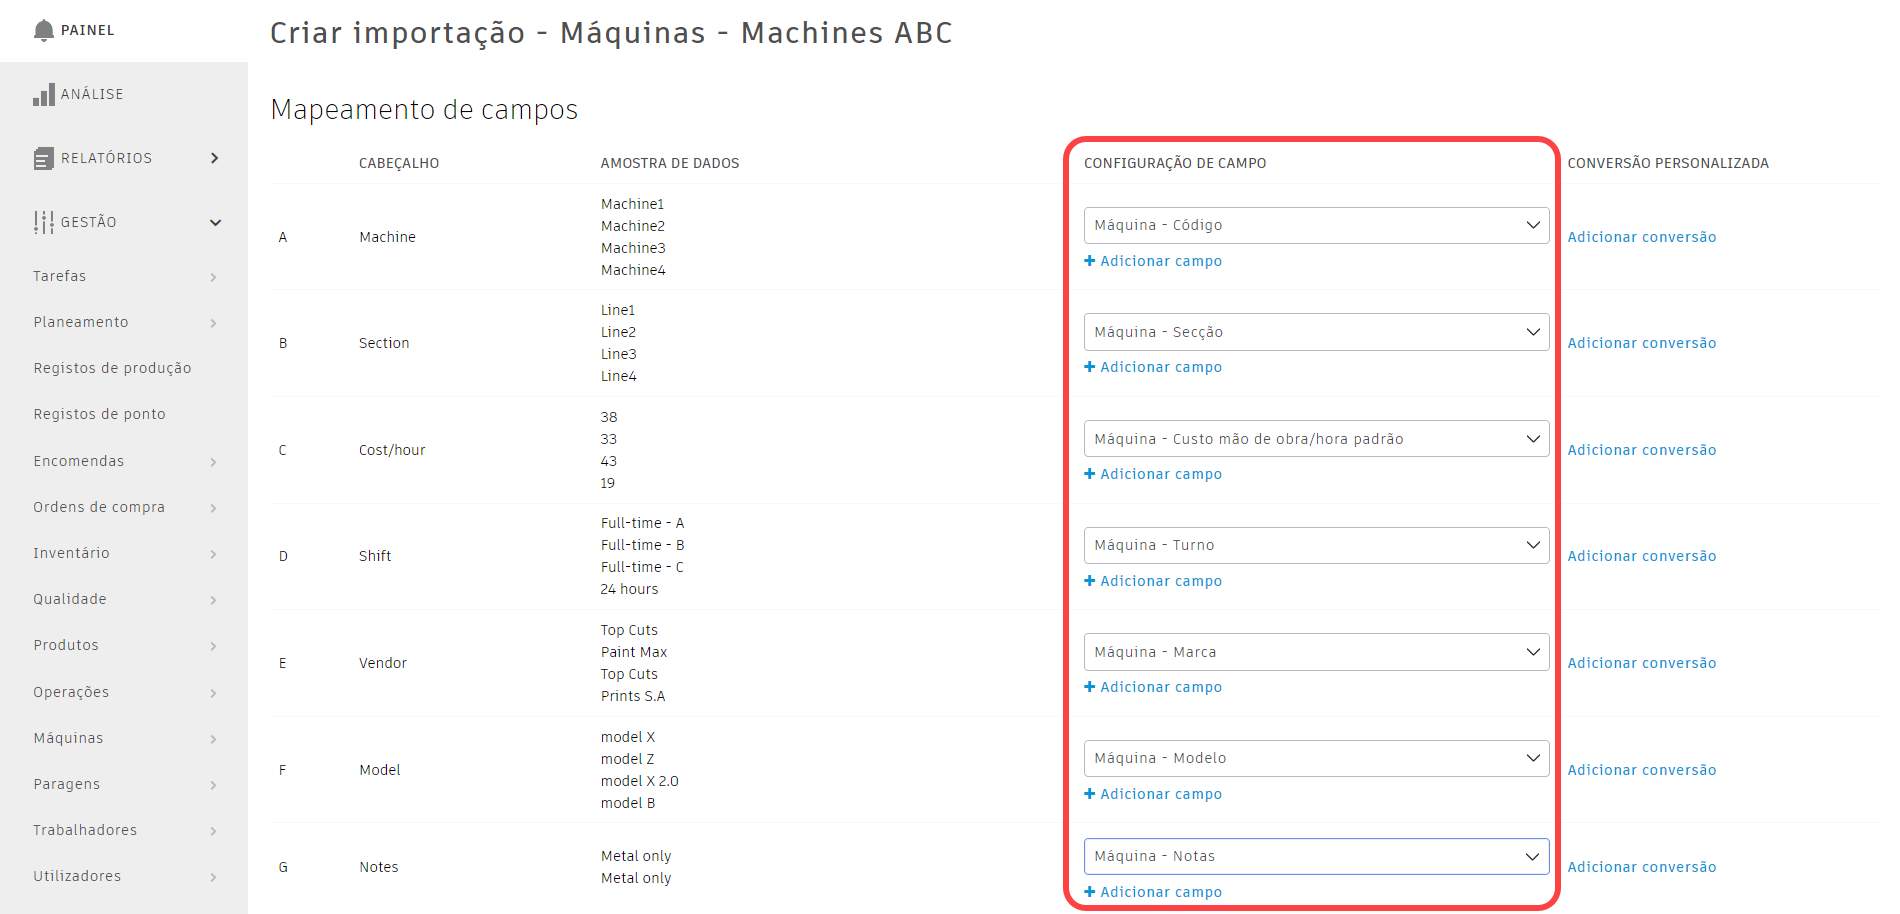 PAINEL
ANÁLISE
RELATÓRIOS
GESTÃO
Tarefas
Planeamento
Registos de produção
Registos de ponto
Encomendas
Ordens de compra
Inventário
Qualidade
Produtos
Operações
Máquinas
Paragens
Trabalhadores
Utilizadores
Criar importação - Máquinas - Machines ABC
Mapeamento de campos
CABEÇALHO AMOSTRA DE DADOS CONFIGURAÇÃO DE CAMPO CONVERSÃO PERSONALIZADA
A
Machine
Machine1
Machine2
Machine3
Machine4
Máquina - Código
Adicionar campo
Adicionar conversão
B
Section
Line1
Line2
Line3
Line4
Máquina - Secção
Adicionar campo
Adicionar conversão
C
Cost/hour
38
33
43
19
Máquina - Custo mão de obra/hora padrão
Adicionar campo
Adicionar conversão
D
Shift
Full-time - A
Full-time - B
Full-time - C
24 hours
Máquina - Turno
Adicionar campo
Adicionar conversão
E
Vendor
Top Cuts
Paint Max
Top Cuts
Prints S.A
Máquina - Marca
Adicionar campo
Adicionar conversão
F
Model
model X
model Z
model X 2.0
model B
Máquina - Modelo
Adicionar campo
Adicionar conversão
G
Notes
Metal only
Metal only
Máquina - Notas
Adicionar campo
Adicionar conversão